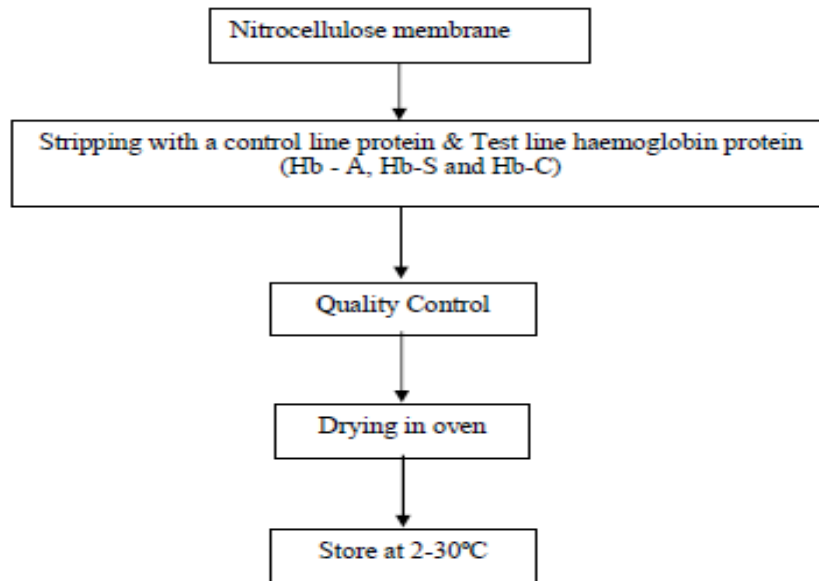 Nitrocellulose membrane
Stripping with a control line protein & Test line haemoglobin protein
(Hb - A, Hb-S and Hb-C)
Quality Control
Drying in oven
Store at 2-30ºC